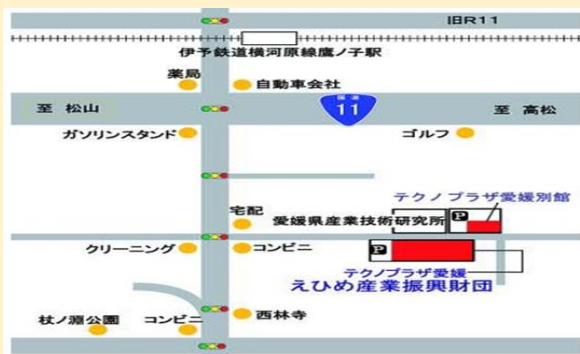 旧R11
伊予鉄道横河原線鷹ノ子駅
薬局
自動車会社
至 松山
国道
11
至 高松
ガソリンスタンド
ゴルフ
テクノプラザ愛媛別館
宅配
愛媛県産業技術研究所
P
クリーニング
コンビニ
P
テクノプラザ愛媛
えひめ産業振興財団
杖ノ淵公園
コンビニ
西林寺